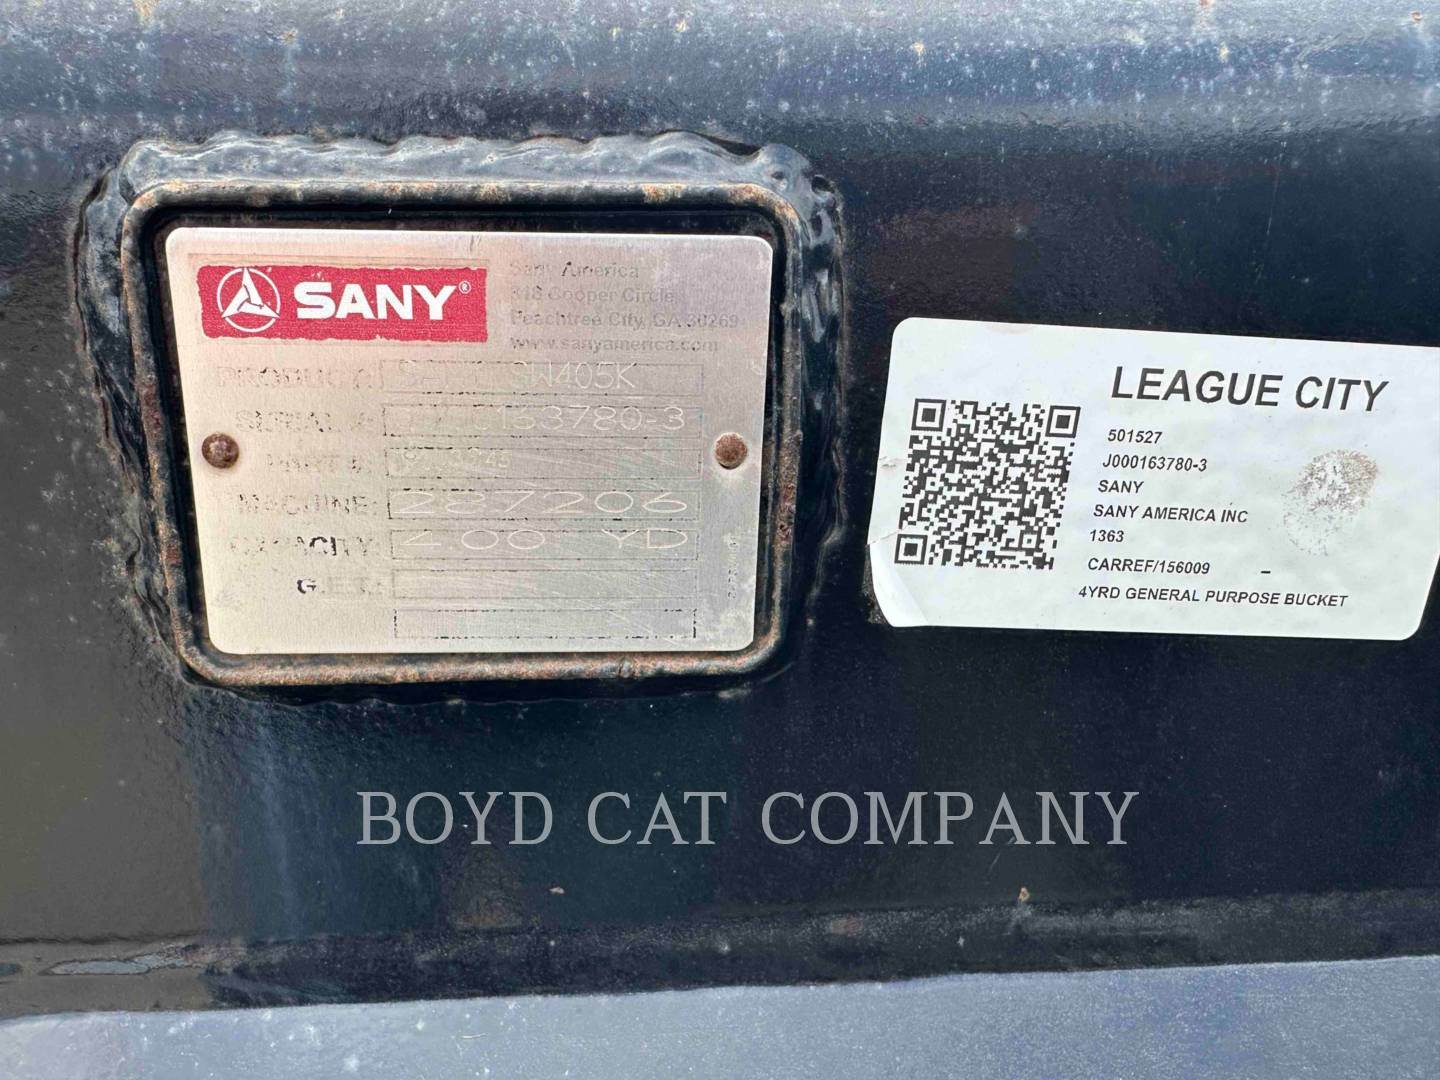 SANY®
Sany America
318 Cooper Circle
Peachtree City, GA 30269
www.sanyamerica.com
PRODUCT: SW405K
SERIAL #: 163780-3
PART #:
MACHINE: 287206
CAPACITY: 4.00 YD
LEAGUE CITY
501527
J000163780-3
SANY
SANY AMERICA INC
1363
CARREF/156009 -
4YRD GENERAL PURPOSE BUCKET
BOYD CAT COMPANY